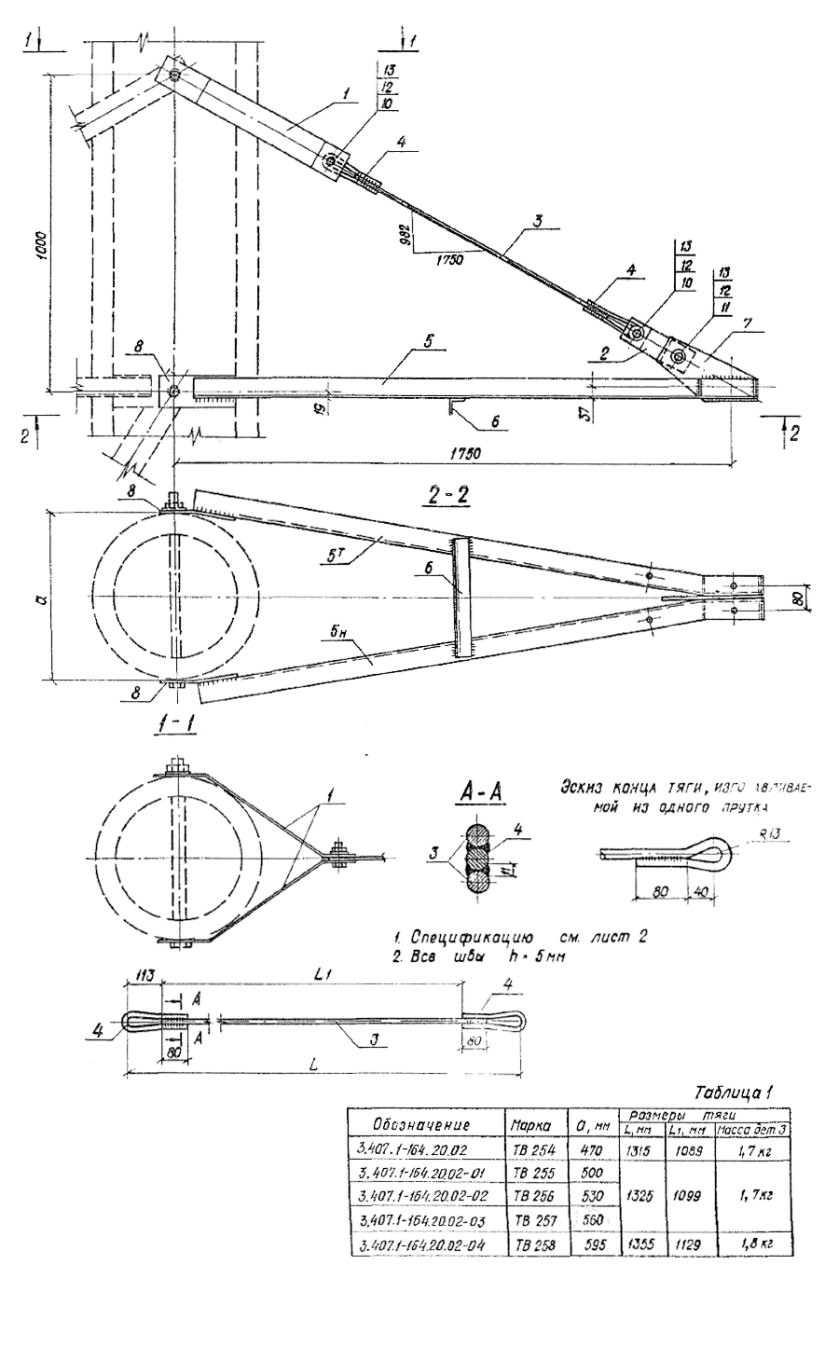 1
1
13
12
10
1
4
1000
982
1750
3
4
13
12
10
13
12
11
7
2
8
5
19
6
37
2
2
1750
8
2-2
5т
6
а
5н
80
8
1-1
1
А-А
3
4
11
Эскиз конца тяги,
мой из одного прутка
R13
80
40
1. Спецификацию см. лист 2
2. Все швы h = 5 мм
113
L1
4
А
4
А
3
80
80
L
Таблица 1
Обозначение Марка а, мм Размеры тяги
L, мм L1, мм Масса дет 3
3.407.1-164.20.02 ТВ 254 470 1315 1089 1,7 кг
3.407.1-164.20.02-01 ТВ 255 500
3.407.1-164.20.02-02 ТВ 256 530 1325 1099 1,7 кг
3.407.1-164.20.02-03 ТВ 257 560
3.407.1-164.20.02-04 ТВ 258 595 1355 1129 1,8 кг